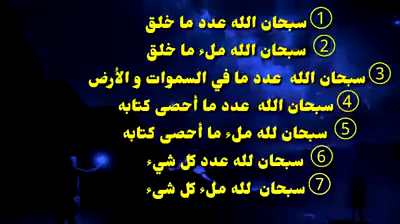 ① سبحان الله عدد ما خلق
② سبحان الله ملء ما خلق
③ سبحان الله عدد ما في السموات و الأرض
④ سبحان الله عدد ما أحصى كتابه
⑤ سبحان لله ملء ما أحصى كتابه
⑥ سبحان لله عدد كل شيء
⑦ سبحان لله ملء كل شىء